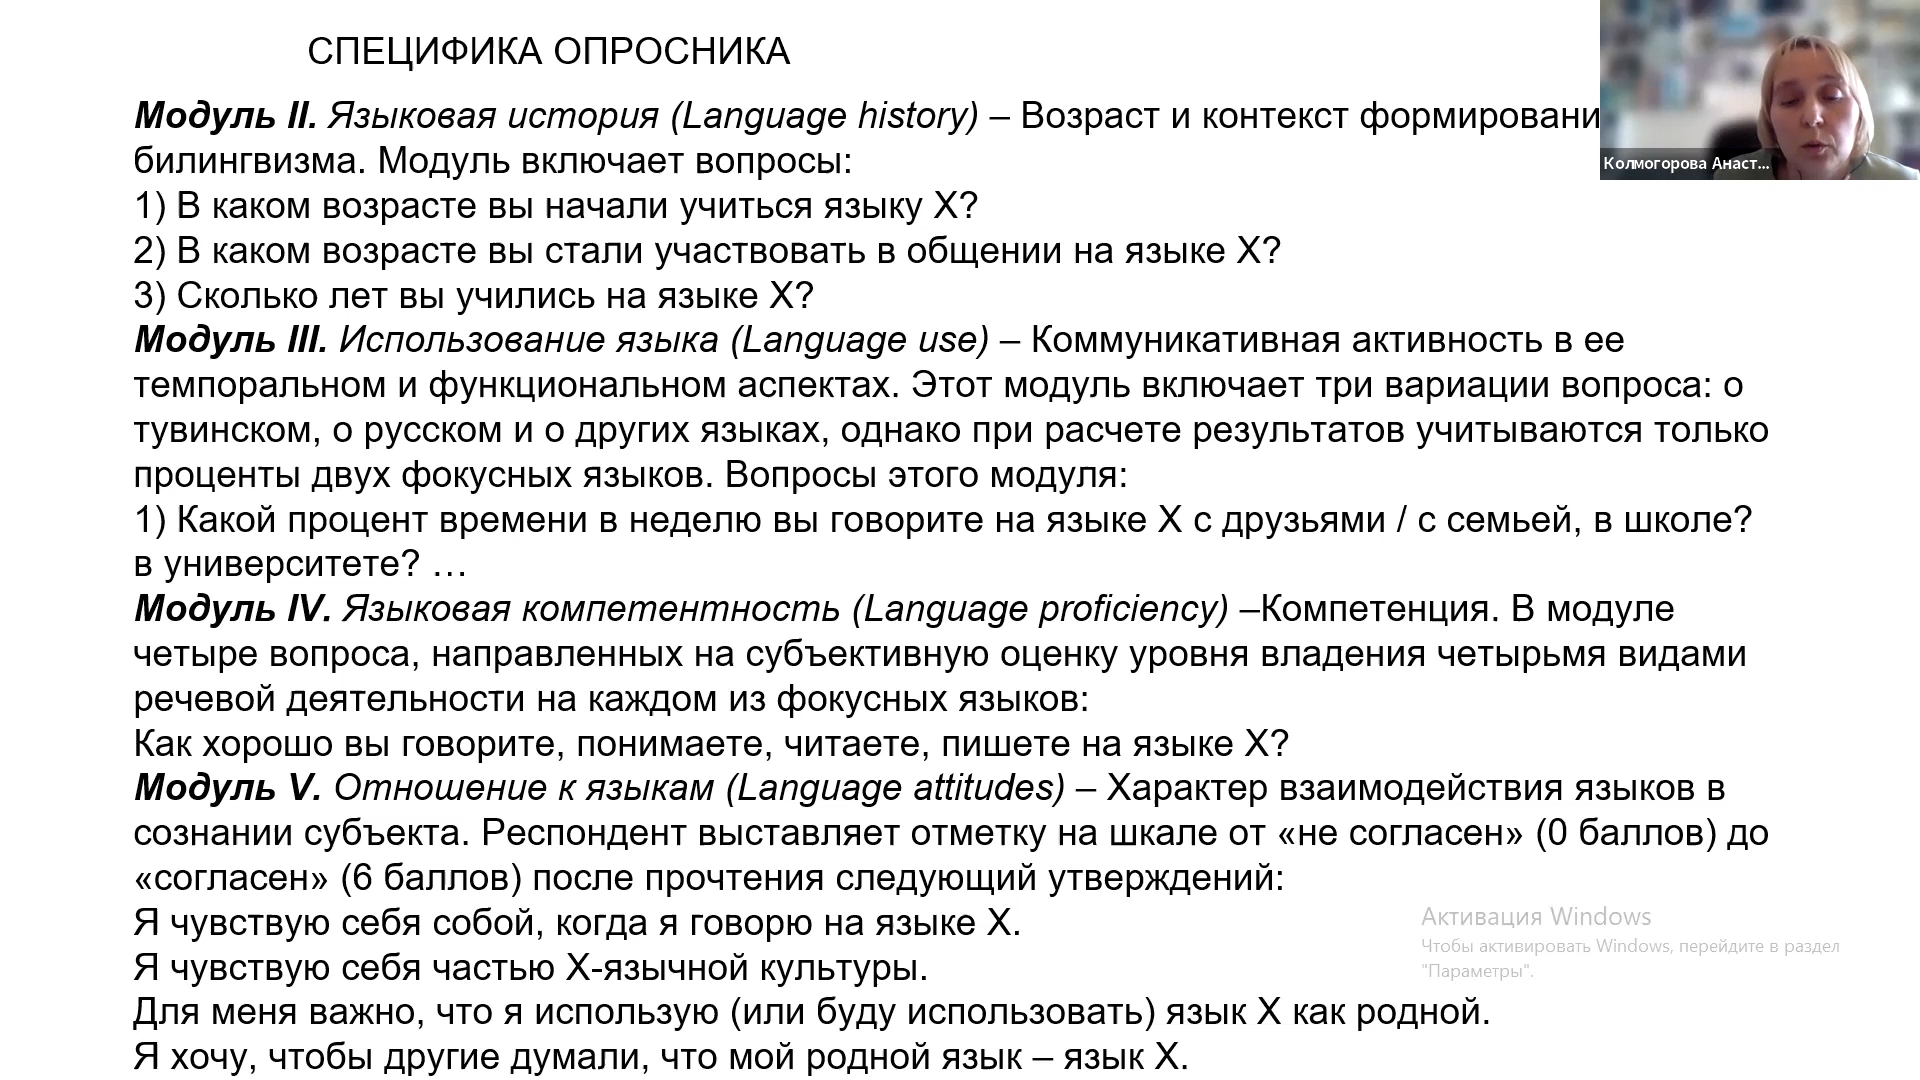 СПЕЦИФИКА ОПРОСНИКА
Модуль II. Языковая история (Language history) – Возраст и контекст формировани
билингвизма. Модуль включает вопросы:
1) В каком возрасте вы начали учиться языку X?
2) В каком возрасте вы стали участвовать в общении на языке X?
3) Сколько лет вы учились на языке X?
Модуль III. Использование языка (Language use) – Коммуникативная активность в ее
темпоральном и функциональном аспектах. Этот модуль включает три вариации вопроса: о
тувинском, о русском и о других языках, однако при расчете результатов учитываются только
проценты двух фокусных языков. Вопросы этого модуля:
1) Какой процент времени в неделю вы говорите на языке X с друзьями / с семьей, в школе?
в университете? …
Модуль IV. Языковая компетентность (Language proficiency) –Компетенция. В модуле
четыре вопроса, направленных на субъективную оценку уровня владения четырьмя видами
речевой деятельности на каждом из фокусных языков:
Как хорошо вы говорите, понимаете, читаете, пишете на языке X?
Модуль V. Отношение к языкам (Language attitudes) – Характер взаимодействия языков в
сознании субъекта. Респондент выставляет отметку на шкале от «не согласен» (0 баллов) до
«согласен» (6 баллов) после прочтения следующий утверждений:
Я чувствую себя собой, когда я говорю на языке X.
Я чувствую себя частью X-язычной культуры.
Для меня важно, что я использую (или буду использовать) язык X как родной.
Я хочу, чтобы другие думали, что мой родной язык – язык X.
Колмогорова Анаст...
Активация Windows
Чтобы активировать Windows, перейдите в раздел
"Параметры".